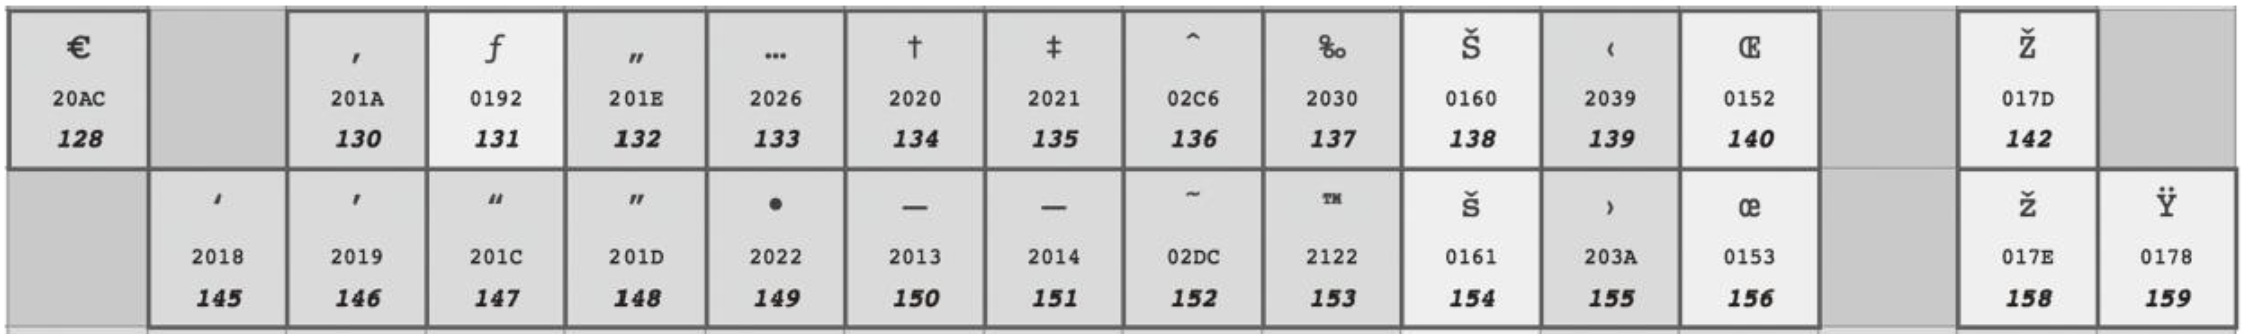 € ‚ ƒ „ … † ‡ ˆ ‰ Š ‹ Œ Ž
20AC 201A 0192 201E 2026 2020 2021 02C6 2030 0160 2039 0152 017D
128 130 131 132 133 134 135 136 137 138 139 140 142
‘ ’ “ ” • – — ˜ ™ š › œ ž Ÿ
2018 2019 201C 201D 2022 2013 2014 02DC 2122 0161 203A 0153 017E 0178
145 146 147 148 149 150 151 152 153 154 155 156 158 159